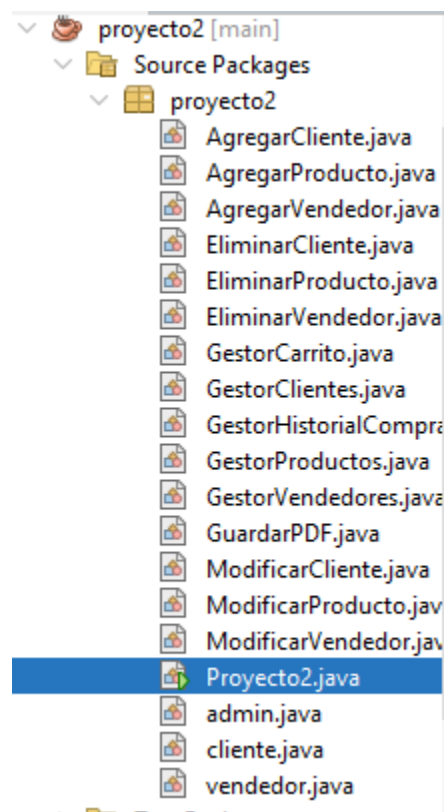 proyecto2 [main]
Source Packages
proyecto2
AgregarCliente.java
AgregarProducto.java
AgregarVendedor.java
EliminarCliente.java
EliminarProducto.java
EliminarVendedor.java
GestorCarrito.java
GestorClientes.java
GestorHistorialCompra
GestorProductos.java
GestorVendedores.java
GuardarPDF.java
ModificarCliente.java
ModificarProducto.jav
ModificarVendedor.jav
Proyecto2.java
admin.java
cliente.java
vendedor.java